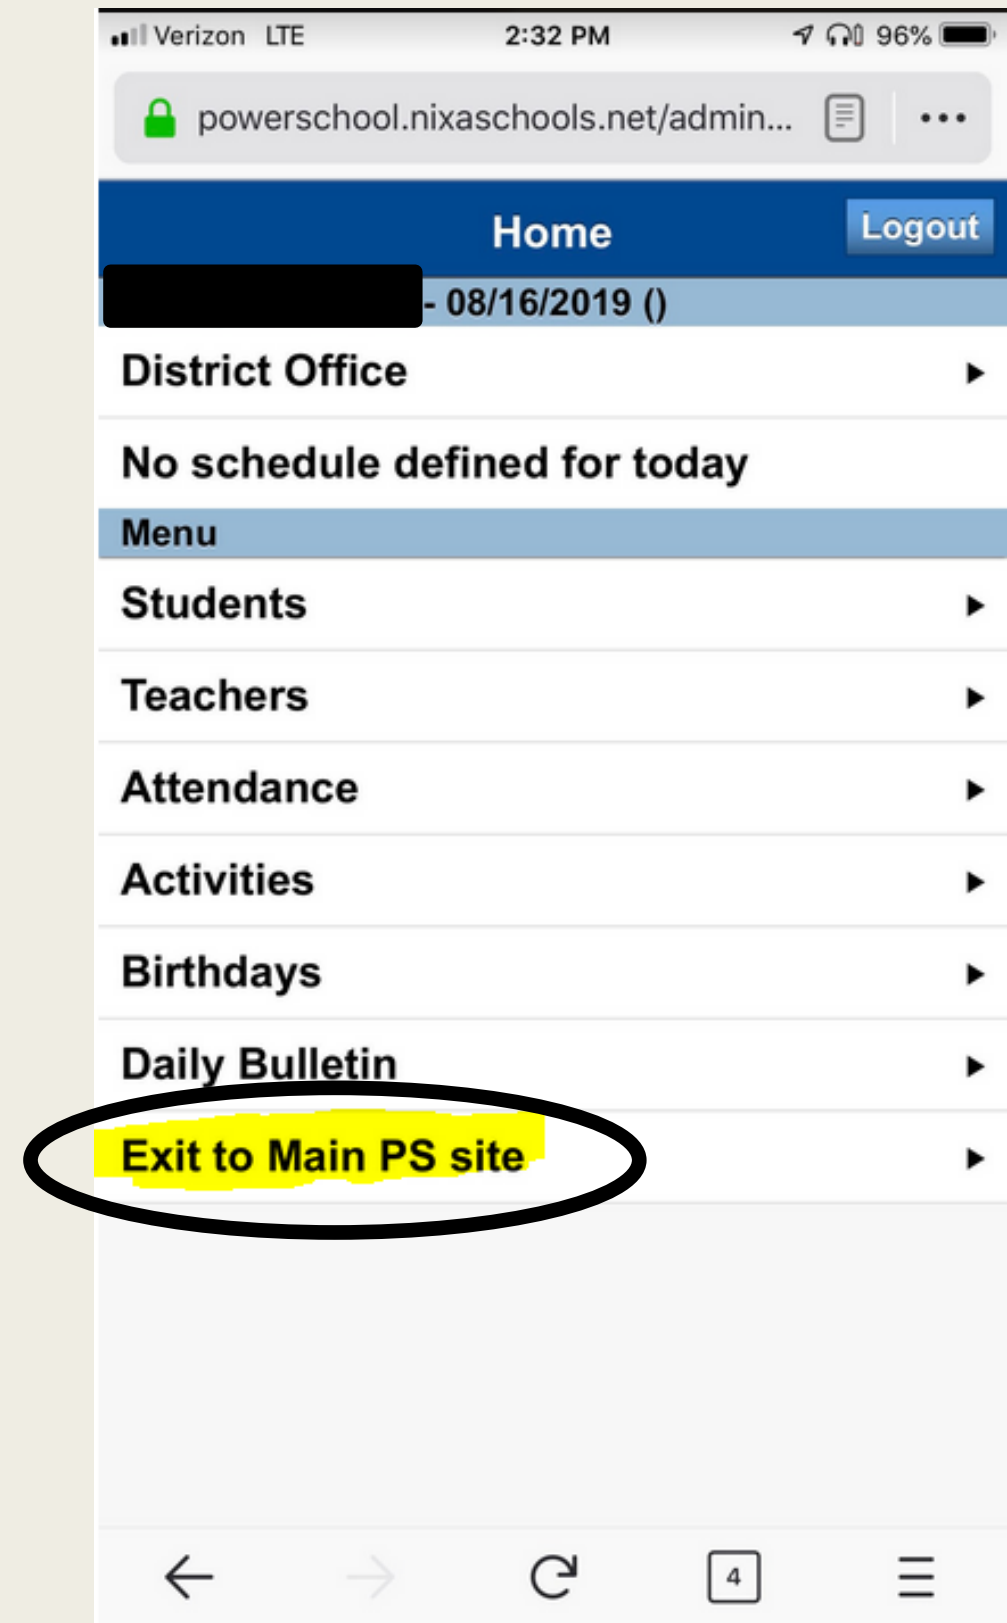 Verizon LTE 2:32 PM 96%
powerschool.nixaschools.net/admin...
Home Logout
- 08/16/2019 ()
District Office
No schedule defined for today
Menu
Students
Teachers
Attendance
Activities
Birthdays
Daily Bulletin
Exit to Main PS site
4